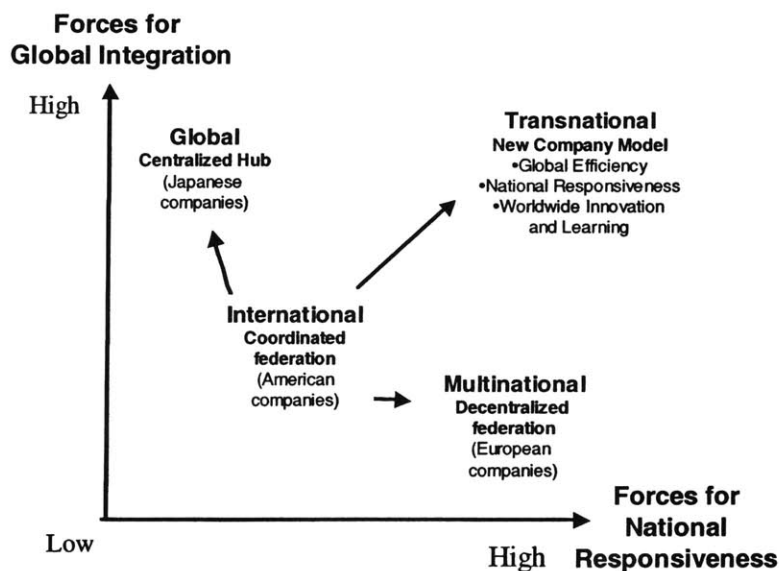 Forces for
Global Integration
High
Global
Centralized Hub
(Japanese
companies)
Transnational
New Company Model
•Global Efficiency
•National Responsiveness
•Worldwide Innovation
and Learning
International
Coordinated
federation
(American
companies)
Multinational
Decentralized
federation
(European
companies)
Low
High
Forces for
National
Responsiveness